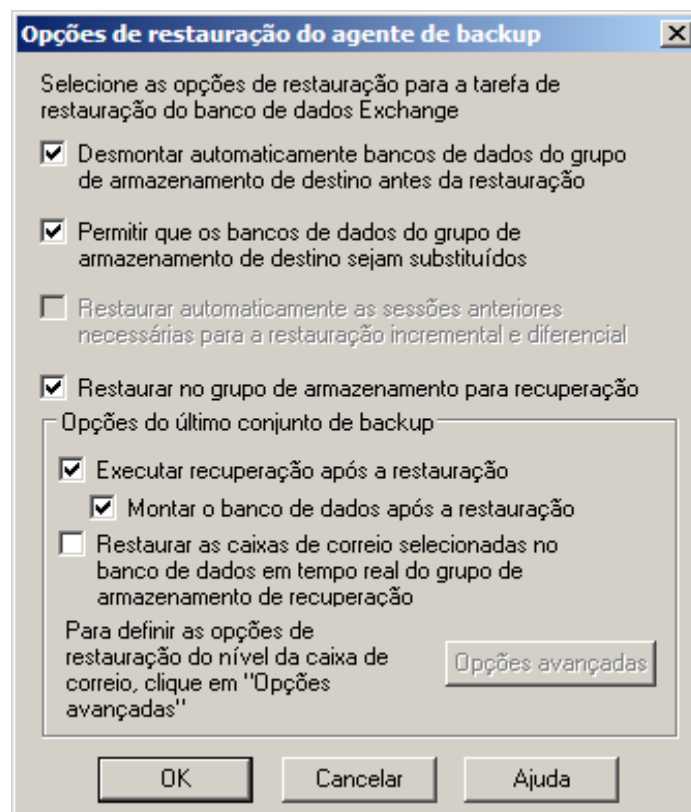 Opções de restauração do agente de backup
Selecione as opções de restauração para a tarefa de
restauração do banco de dados Exchange
Desmontar automaticamente bancos de dados do grupo
de armazenamento de destino antes da restauração
Permitir que os bancos de dados do grupo de
armazenamento de destino sejam substituídos
Restaurar automaticamente as sessões anteriores
necessárias para a restauração incremental e diferencial
Restaurar no grupo de armazenamento para recuperação
Opções do último conjunto de backup
Executar recuperação após a restauração
Montar o banco de dados após a restauração
Restaurar as caixas de correio selecionadas no
banco de dados em tempo real do grupo de
armazenamento de recuperação
Para definir as opções de
restauração do nível da caixa de
correio, clique em "Opções
avançadas"
Opções avançadas
OK
Cancelar
Ajuda